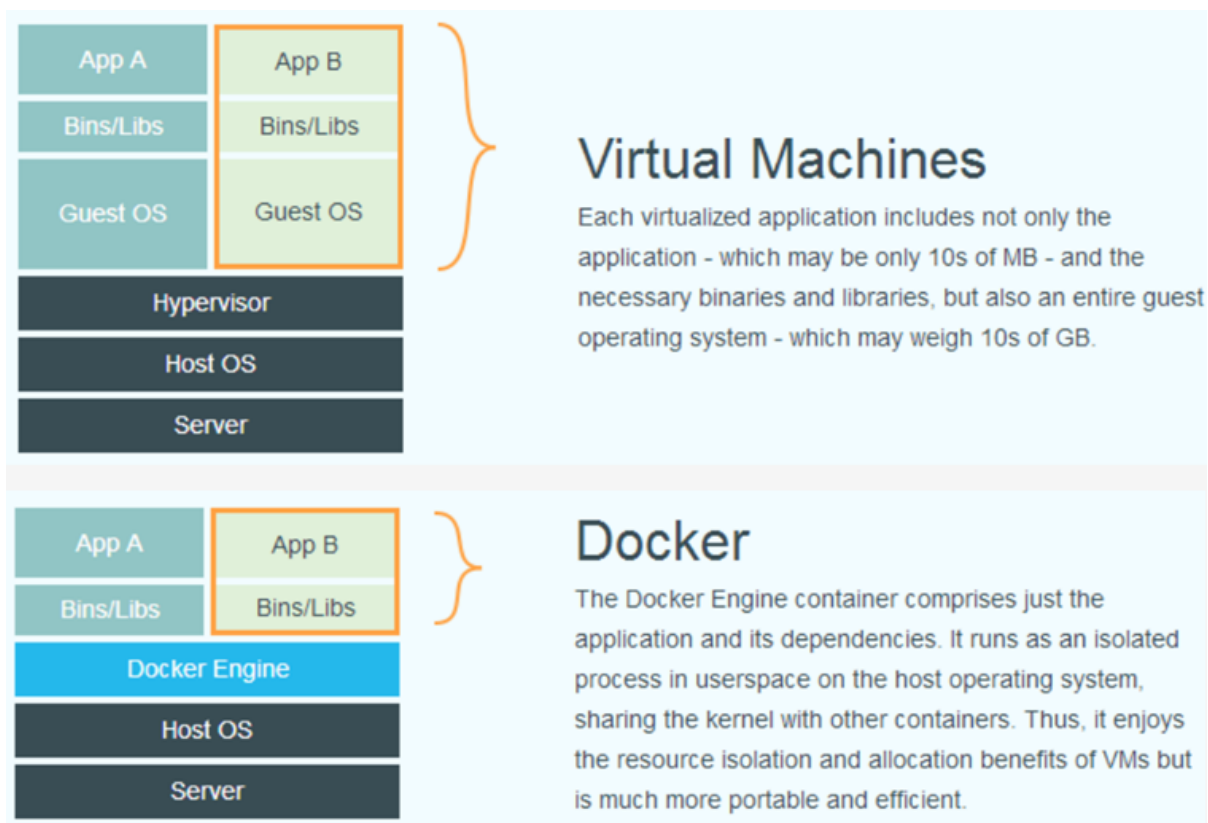 App A
App B
Bins/Libs
Bins/Libs
Guest OS
Guest OS
Hypervisor
Host OS
Server
Virtual Machines
Each virtualized application includes not only the
application - which may be only 10s of MB - and the
necessary binaries and libraries, but also an entire guest
operating system - which may weigh 10s of GB.
App A
App B
Bins/Libs
Bins/Libs
Docker Engine
Host OS
Server
Docker
The Docker Engine container comprises just the
application and its dependencies. It runs as an isolated
process in userspace on the host operating system,
sharing the kernel with other containers. Thus, it enjoys
the resource isolation and allocation benefits of VMs but
is much more portable and efficient.